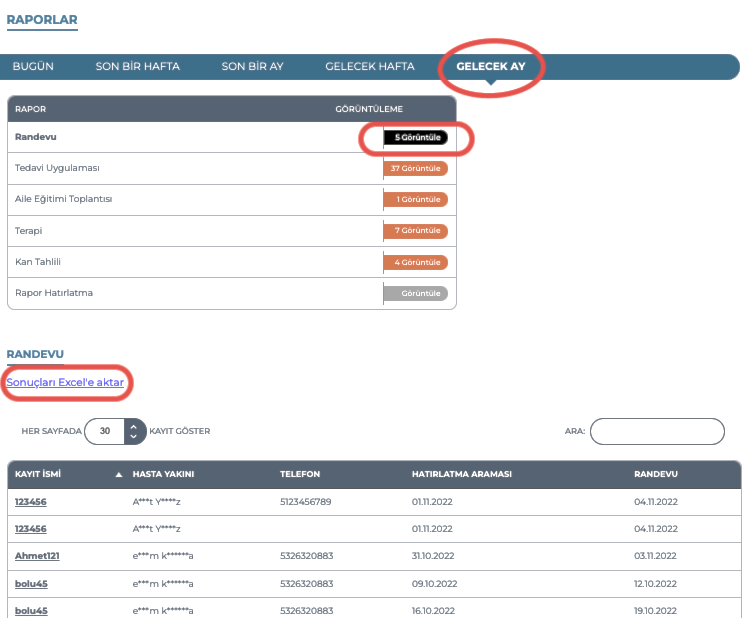 RAPORLAR
BUGÜN SON BİR HAFTA SON BİR AY GELECEK HAFTA GELECEK AY
RAPOR GÖRÜNTÜLEME
Randevu 5 Görüntüle
Tedavi Uygulaması 37 Görüntüle
Aile Eğitimi Toplantısı 1 Görüntüle
Terapi 7 Görüntüle
Kan Tahlili 4 Görüntüle
Rapor Hatırlatma Görüntüle
RANDEVU
Sonuçları Excel'e aktar
HER SAYFADA 30 KAYIT GÖSTER ARA:
KAYIT İSMİ HASTA YAKINI TELEFON HATIRLATMA ARAMASI RANDEVU
123456 A***t Y****z 5123456789 01.11.2022 04.11.2022
123456 A***t Y****z 01.11.2022 04.11.2022
Ahmet121 e***m k******a 5326320883 31.10.2022 03.11.2022
bolu45 e***m k******a 5326320883 09.10.2022 12.10.2022
bolu45 e***m k******a 5326320883 16.10.2022 19.10.2022